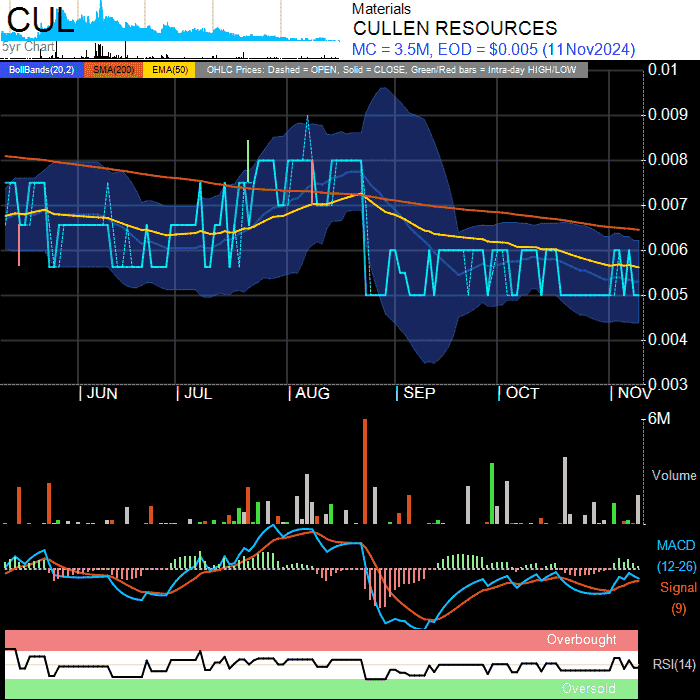 CUL
5yr Chart
Materials
CULLEN RESOURCES
MC = 3.5M, EOD = $0.005 (11Nov2024)
BollBands(20,2) SMA(200) EMA(50) OHLC Prices: Dashed = OPEN, Solid = CLOSE, Green/Red bars = Intra-day HIGH/LOW
0.01
0.009
0.008
0.007
0.006
0.005
0.004
0.003
JUN JUL AUG SEP OCT NOV
6M
Volume
MACD
(12-26)
Signal
(9)
Overbought
RSI(14)
Oversold